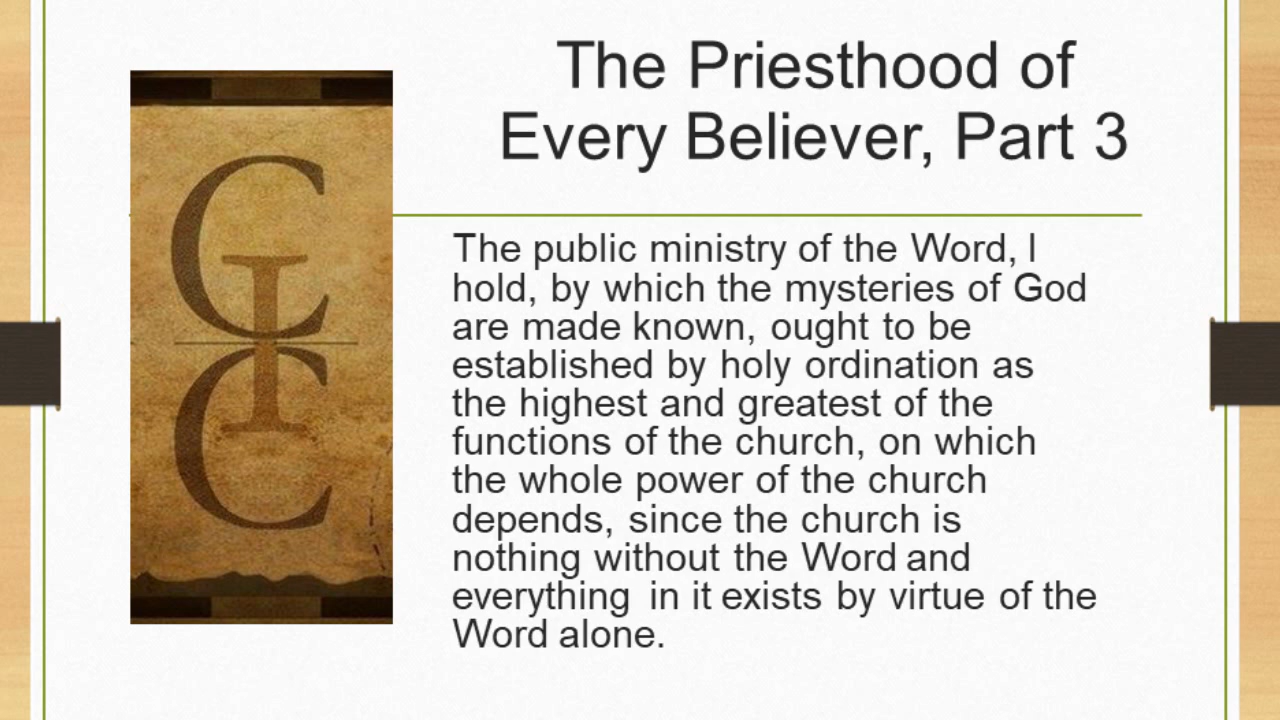 The Priesthood of
Every Believer, Part 3
C
I
C
The public ministry of the Word, I
hold, by which the mysteries of God
are made known, ought to be
established by holy ordination as
the highest and greatest of the
functions of the church, on which
the whole power of the church
depends, since the church is
nothing without the Word and
everything in it exists by virtue of the
Word alone.